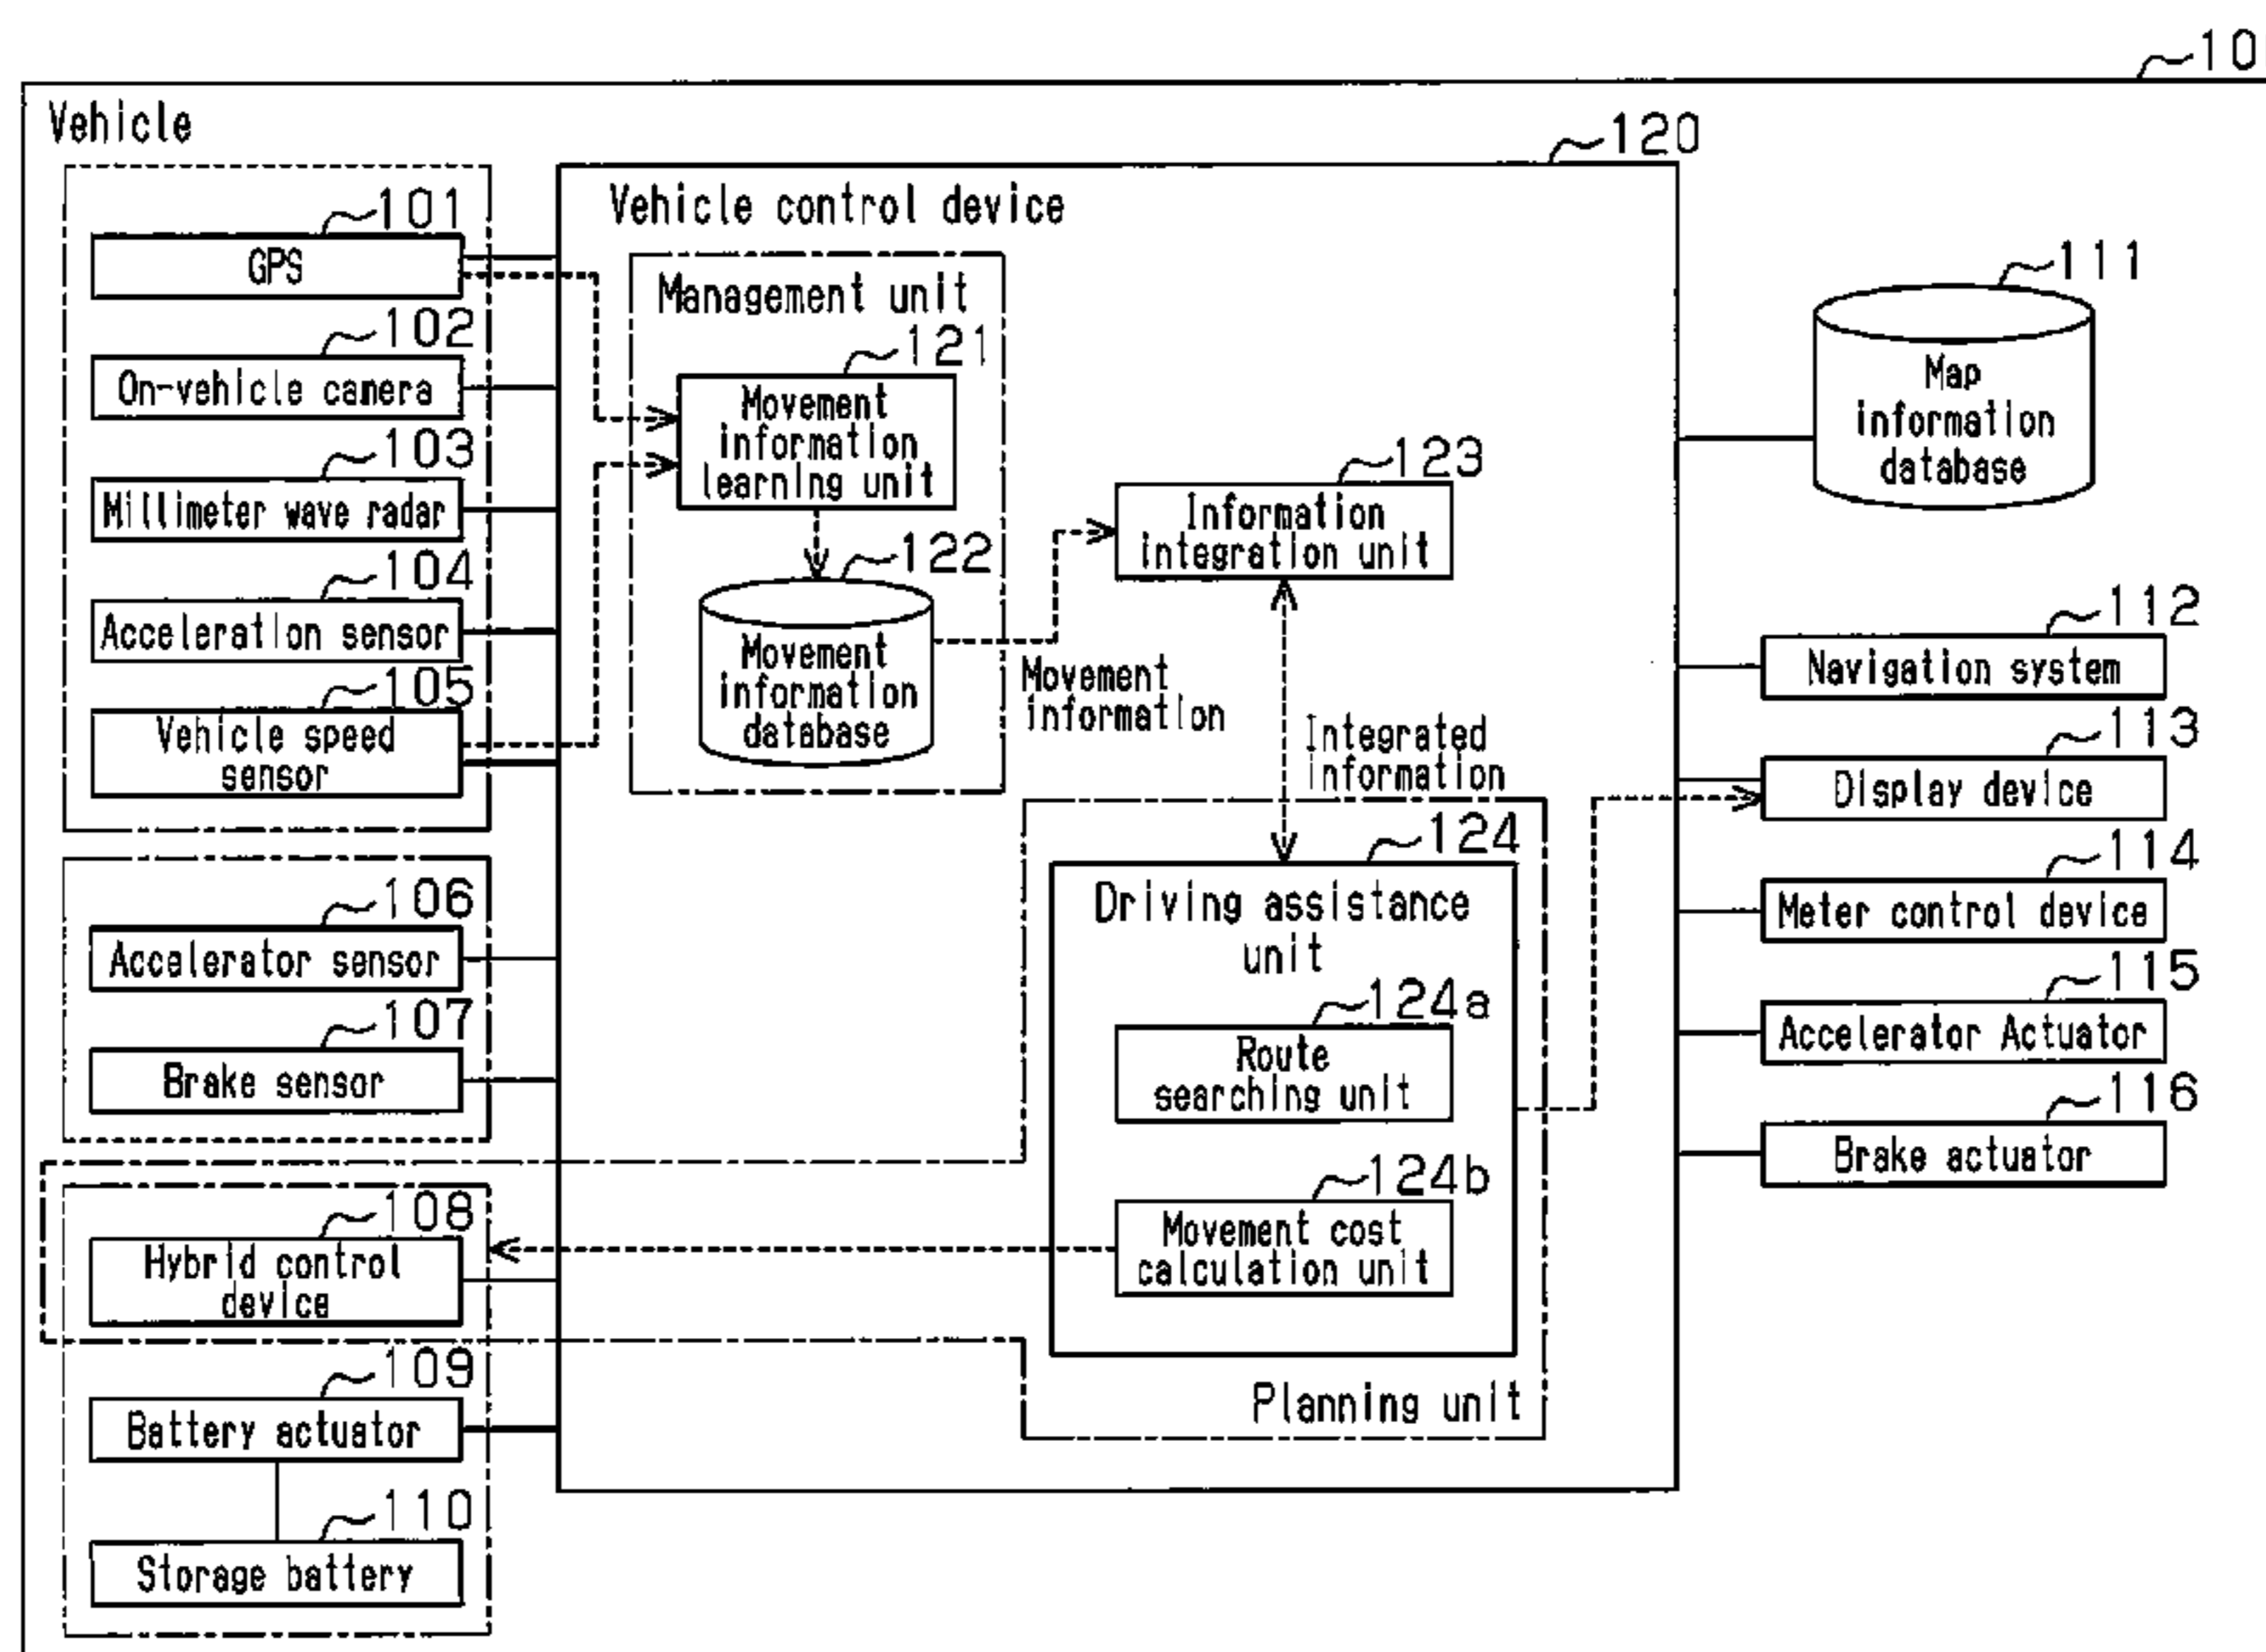 10
Vehicle
120
Vehicle control device
101
GPS
102
On-vehicle camera
103
Millimeter wave radar
104
Acceleration sensor
105
Vehicle speed
sensor
106
Accelerator sensor
107
Brake sensor
108
Hybrid control
device
109
Battery actuator
110
Storage battery
Management unit
121
Movement
information
learning unit
122
Movement
information
database
Movement
information
123
Information
integration unit
Integrated
information
124
Driving assistance
unit
124a
Route
searching unit
124b
Movement cost
calculation unit
Planning unit
111
Map
information
database
112
Navigation system
113
Display device
114
Meter control device
115
Accelerator Actuator
116
Brake actuator